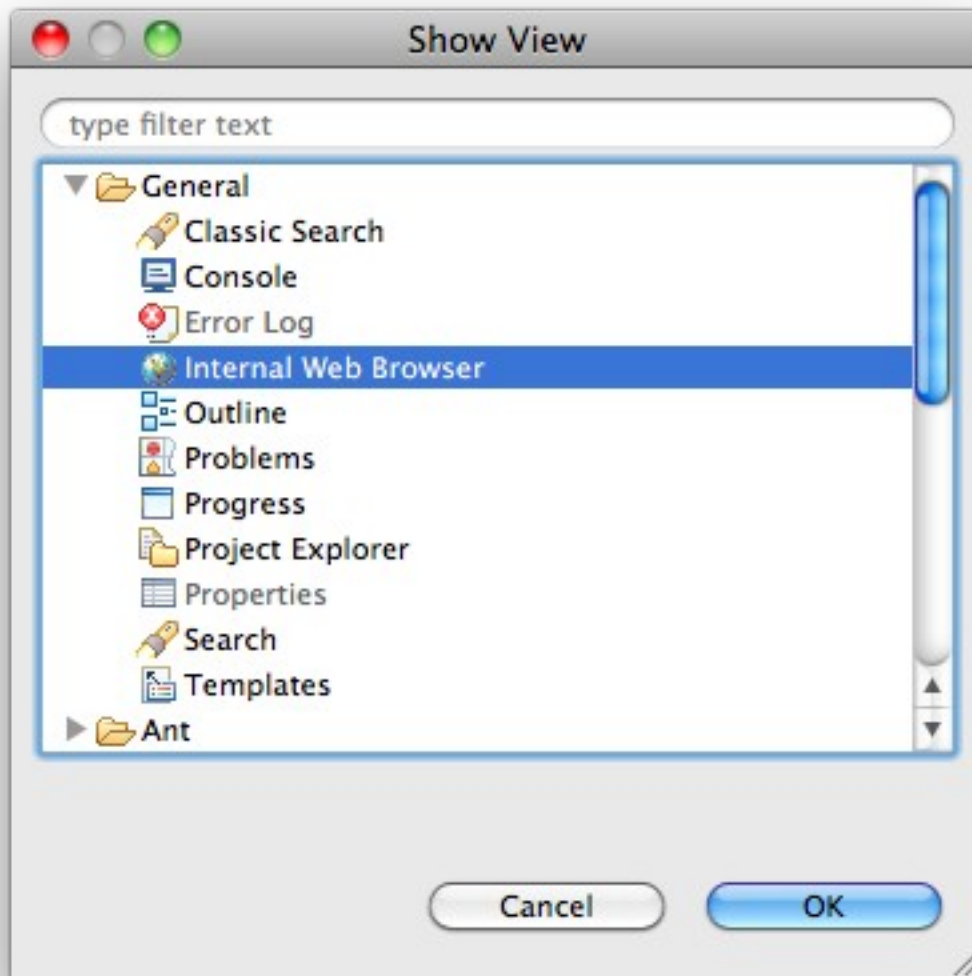 Show View
type filter text
General
Classic Search
Console
Error Log
Internal Web Browser
Outline
Problems
Progress
Project Explorer
Properties
Search
Templates
Ant
Cancel OK